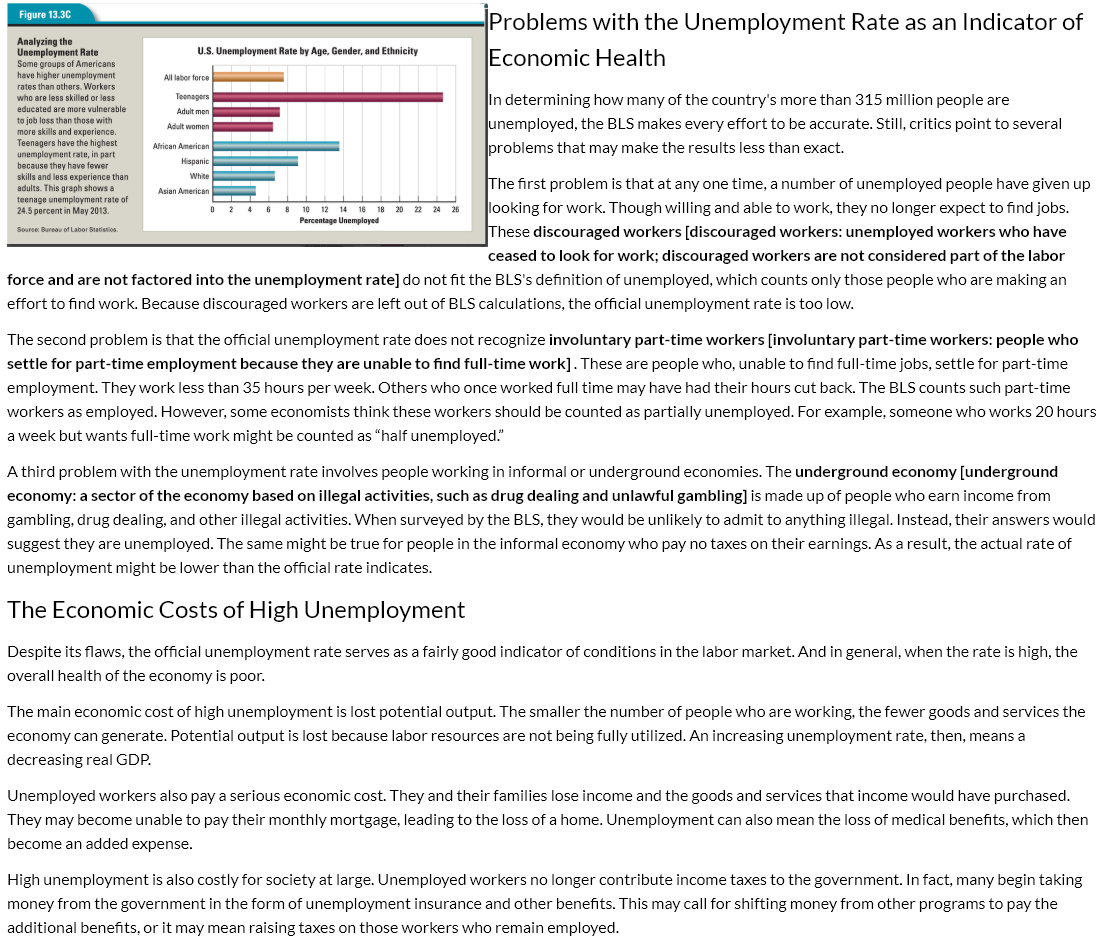 Figure 13.3C
Analyzing the
Unemployment Rate
Some groups of Americans
have higher unemployment
rates than others. Workers
who are less skilled or less
educated are more vulnerable
to job loss than those with
more skills and experience.
Teenagers have the highest
unemployment rate, in part
because they have fewer
skills and less experience than
adults. This graph shows a
teenage unemployment rate of
24.5 percent in May 2013.
Source: Bureau of Labor Statistics.
U.S. Unemployment Rate by Age, Gender, and Ethnicity
All labor force
Teenagers
Adult men
Adult women
African American
Hispanic
White
Asian American
0 2 4 6 8 10 12 14 16 18 20 22 24 26
Percentage Unemployed
Problems with the Unemployment Rate as an Indicator of
Economic Health
In determining how many of the country's more than 315 million people are
unemployed, the BLS makes every effort to be accurate. Still, critics point to several
problems that may make the results less than exact.
The first problem is that at any one time, a number of unemployed people have given up
looking for work. Though willing and able to work, they no longer expect to find jobs.
These discouraged workers [discouraged workers: unemployed workers who have
ceased to look for work; discouraged workers are not considered part of the labor
force and are not factored into the unemployment rate] do not fit the BLS's definition of unemployed, which counts only those people who are making an
effort to find work. Because discouraged workers are left out of BLS calculations, the official unemployment rate is too low.
The second problem is that the official unemployment rate does not recognize involuntary part-time workers [involuntary part-time workers: people who
settle for part-time employment because they are unable to find full-time work] . These are people who, unable to find full-time jobs, settle for part-time
employment. They work less than 35 hours per week. Others who once worked full time may have had their hours cut back. The BLS counts such part-time
workers as employed. However, some economists think these workers should be counted as partially unemployed. For example, someone who works 20 hours
a week but wants full-time work might be counted as “half unemployed.”
A third problem with the unemployment rate involves people working in informal or underground economies. The underground economy [underground
economy: a sector of the economy based on illegal activities, such as drug dealing and unlawful gambling] is made up of people who earn income from
gambling, drug dealing, and other illegal activities. When surveyed by the BLS, they would be unlikely to admit to anything illegal. Instead, their answers would
suggest they are unemployed. The same might be true for people in the informal economy who pay no taxes on their earnings. As a result, the actual rate of
unemployment might be lower than the official rate indicates.
The Economic Costs of High Unemployment
Despite its flaws, the official unemployment rate serves as a fairly good indicator of conditions in the labor market. And in general, when the rate is high, the
overall health of the economy is poor.
The main economic cost of high unemployment is lost potential output. The smaller the number of people who are working, the fewer goods and services the
economy can generate. Potential output is lost because labor resources are not being fully utilized. An increasing unemployment rate, then, means a
decreasing real GDP.
Unemployed workers also pay a serious economic cost. They and their families lose income and the goods and services that income would have purchased.
They may become unable to pay their monthly mortgage, leading to the loss of a home. Unemployment can also mean the loss of medical benefits, which then
become an added expense.
High unemployment is also costly for society at large. Unemployed workers no longer contribute income taxes to the government. In fact, many begin taking
money from the government in the form of unemployment insurance and other benefits. This may call for shifting money from other programs to pay the
additional benefits, or it may mean raising taxes on those workers who remain employed.